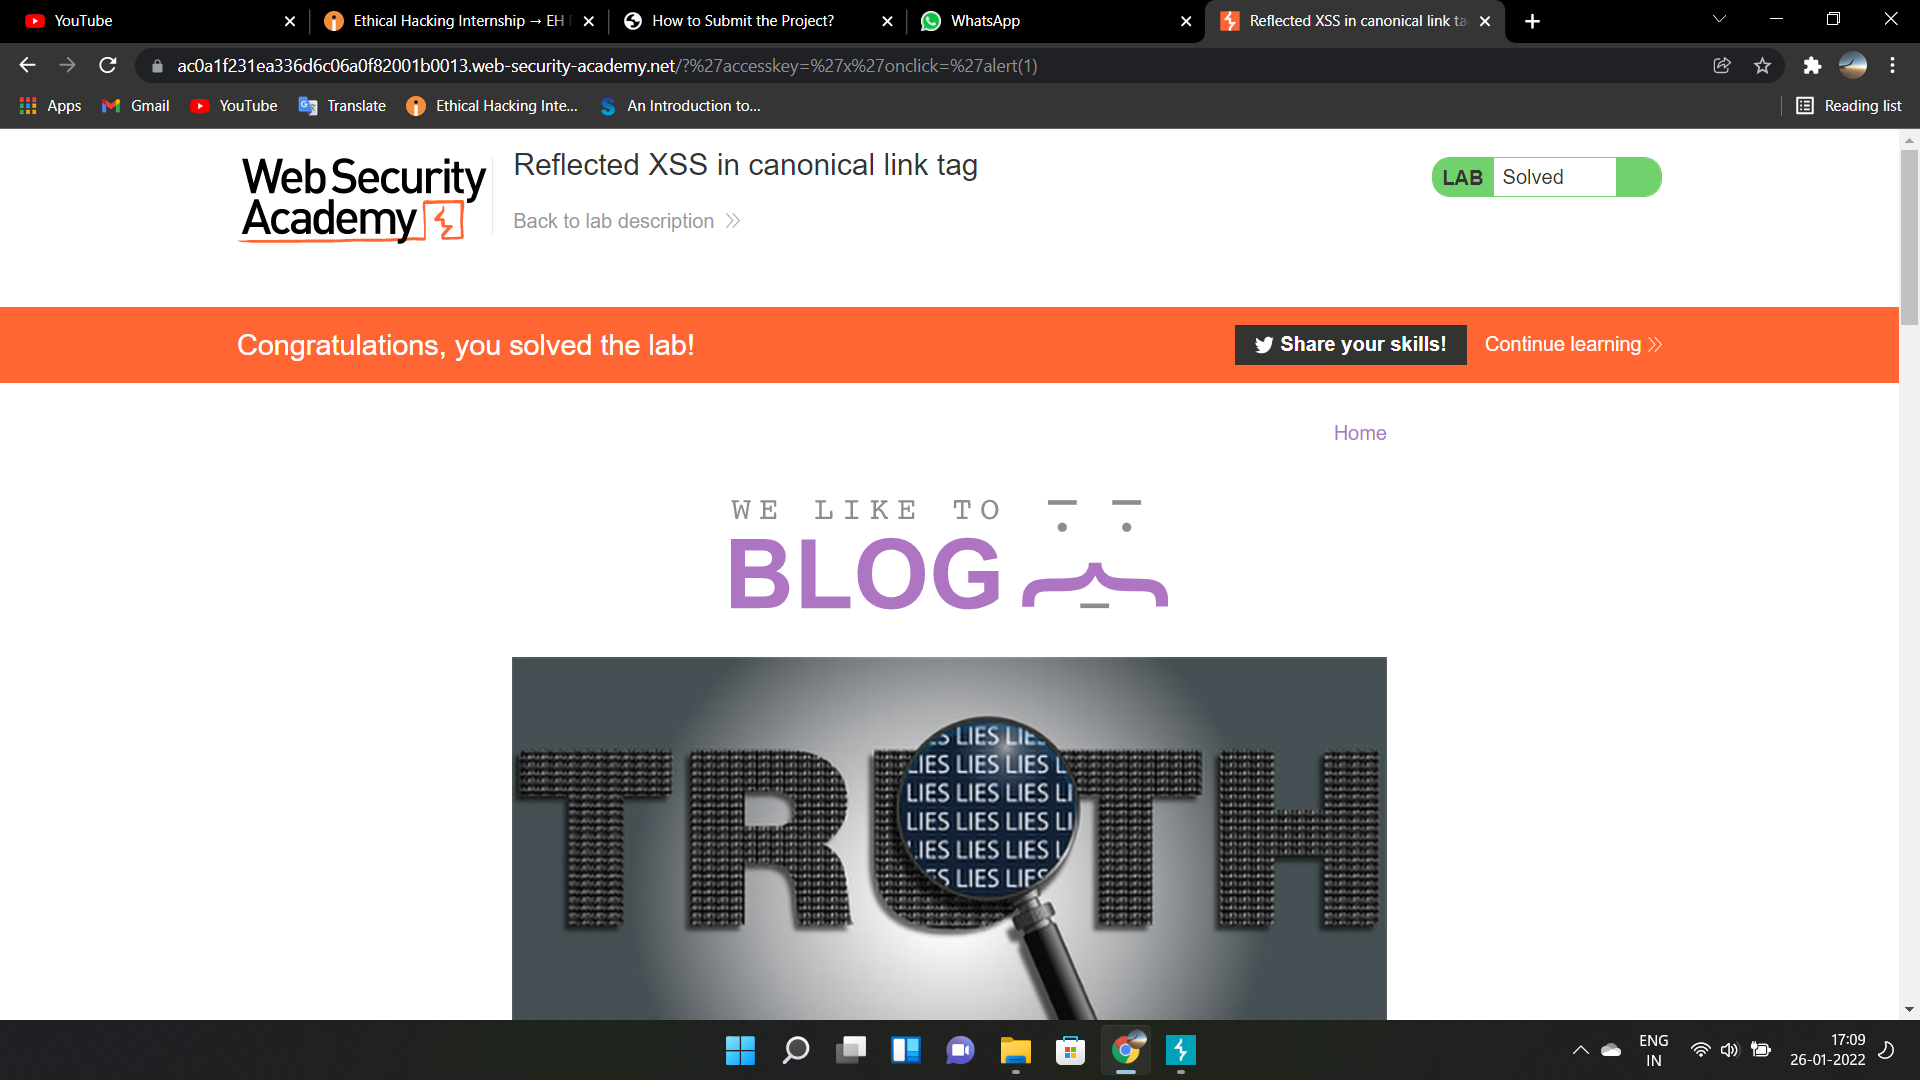 YouTube
Ethical Hacking Internship → EH
How to Submit the Project?
WhatsApp
Reflected XSS in canonical link ta
ac0a1f231ea336d6c06a0f82001b0013.web-security-academy.net/?%27accesskey=%27x%27onclick=%27alert(1)
Apps
Gmail
YouTube
Translate
Ethical Hacking Inte...
An Introduction to...
Reading list
Web Security
Academy
Reflected XSS in canonical link tag
Back to lab description
LAB
Solved
Congratulations, you solved the lab!
Share your skills!
Continue learning
Home
WE LIKE TO
BLOG
TRUTH
LIES LIE
LIES LIES LIES L
LIES LIES LIES LI
LIES LIES LIES LI
LIES LIES LIES L
LIES LIES
ENG
IN
17:09
26-01-2022